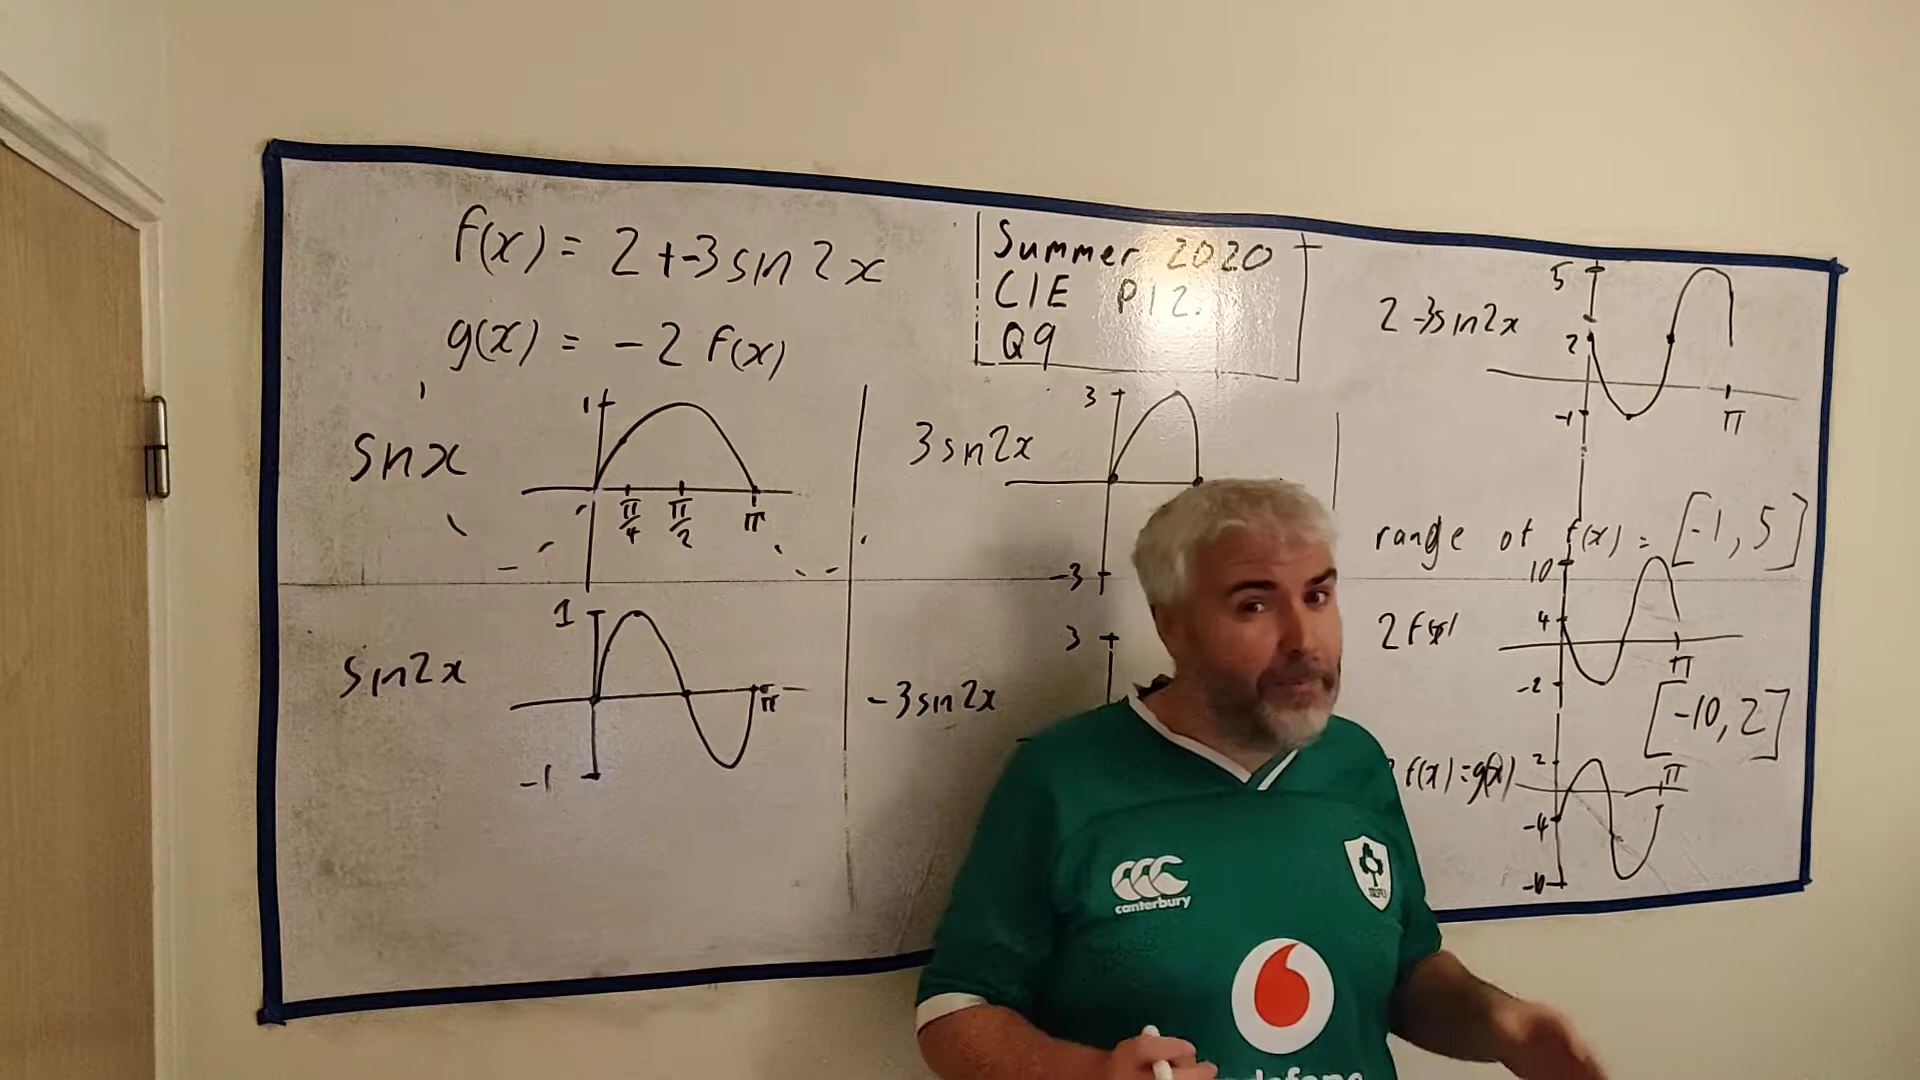 f(x) = 2 + -3 sin 2x
g(x) = -2 f(x)
Summer 2020
CIE P12.
Q9
sin x
1
π/4 π/2 π
sin 2x
1
-1
π
3 sin 2x
3
-3
-3 sin 2x
3
2 -3 sin 2x
5
2
-1
π
range of f(x) = [-1, 5]
2 f(x)
10
4
-2
π
[-10, 2]
f(x) = g(x)
2
-4
π
canterbury